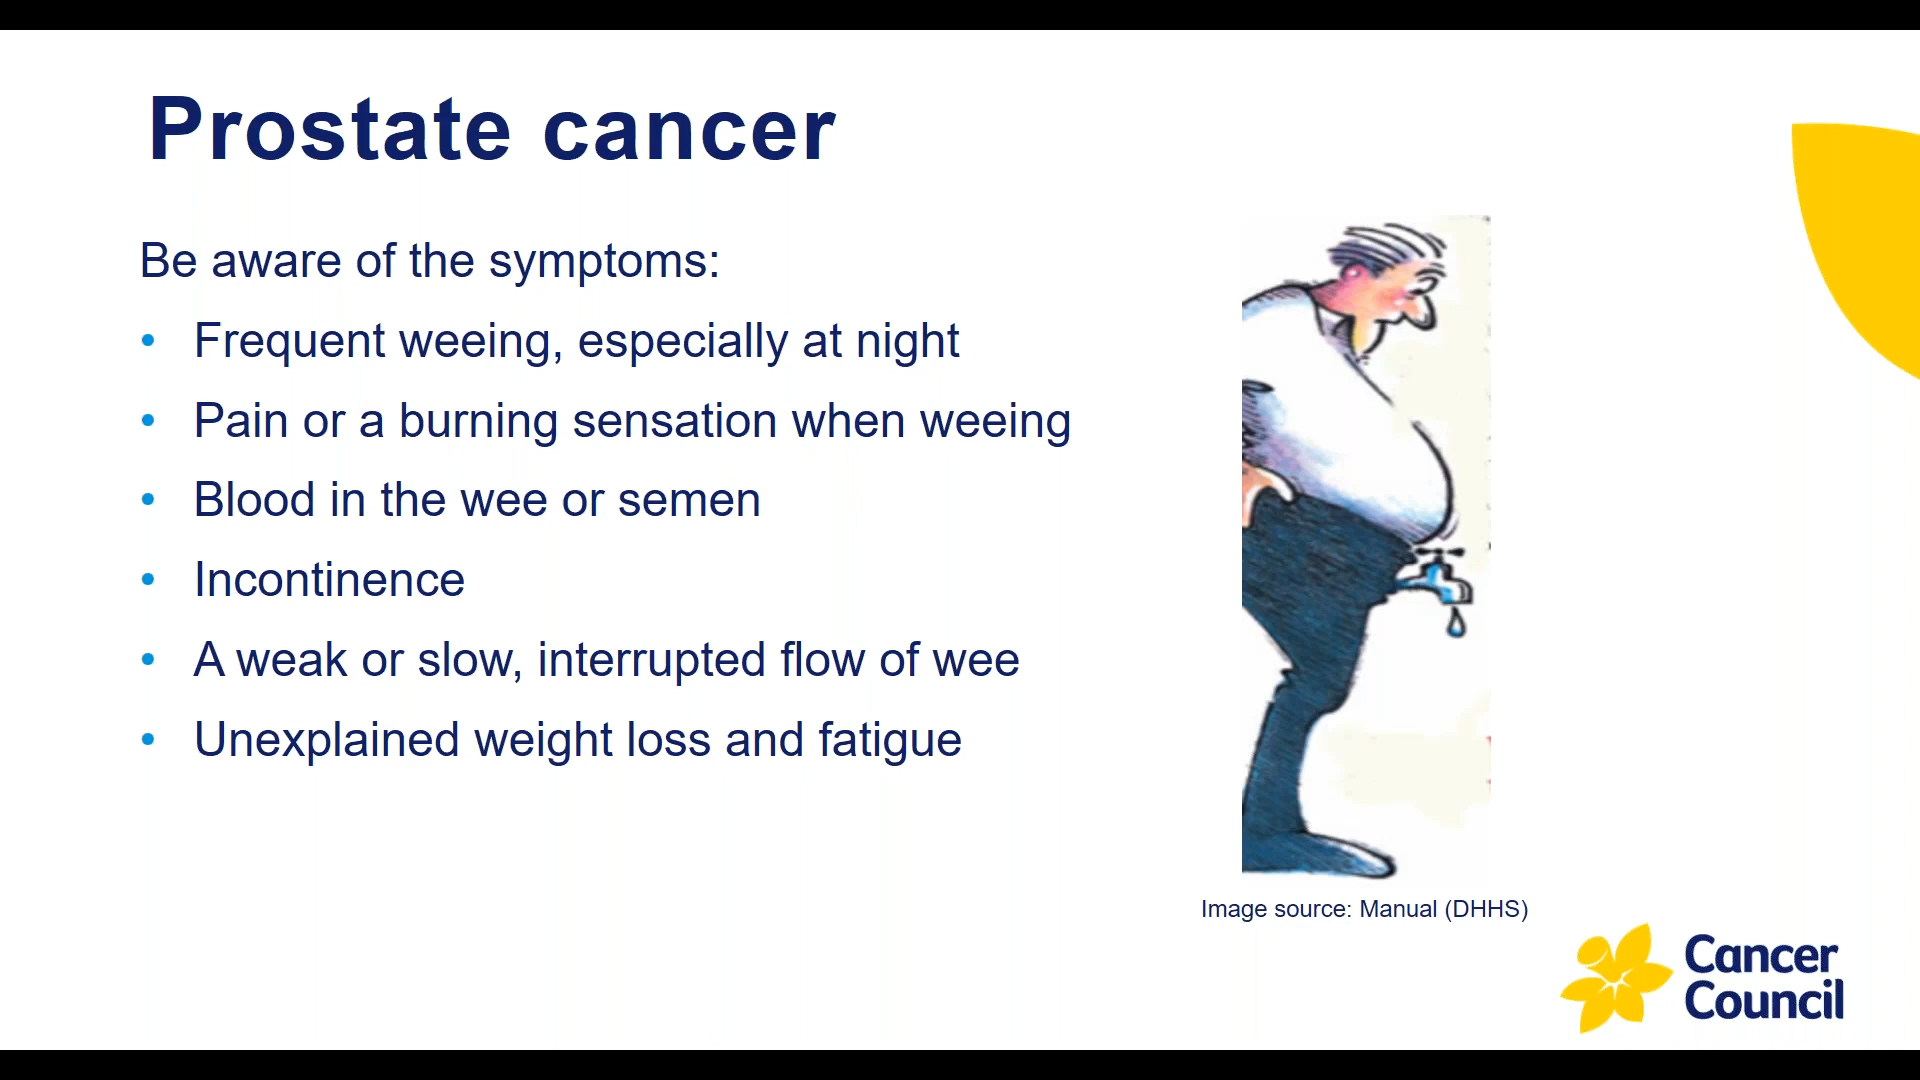 Prostate cancer
Be aware of the symptoms:
• Frequent weeing, especially at night
• Pain or a burning sensation when weeing
• Blood in the wee or semen
• Incontinence
• A weak or slow, interrupted flow of wee
• Unexplained weight loss and fatigue
Image source: Manual (DHHS)
Cancer
Council